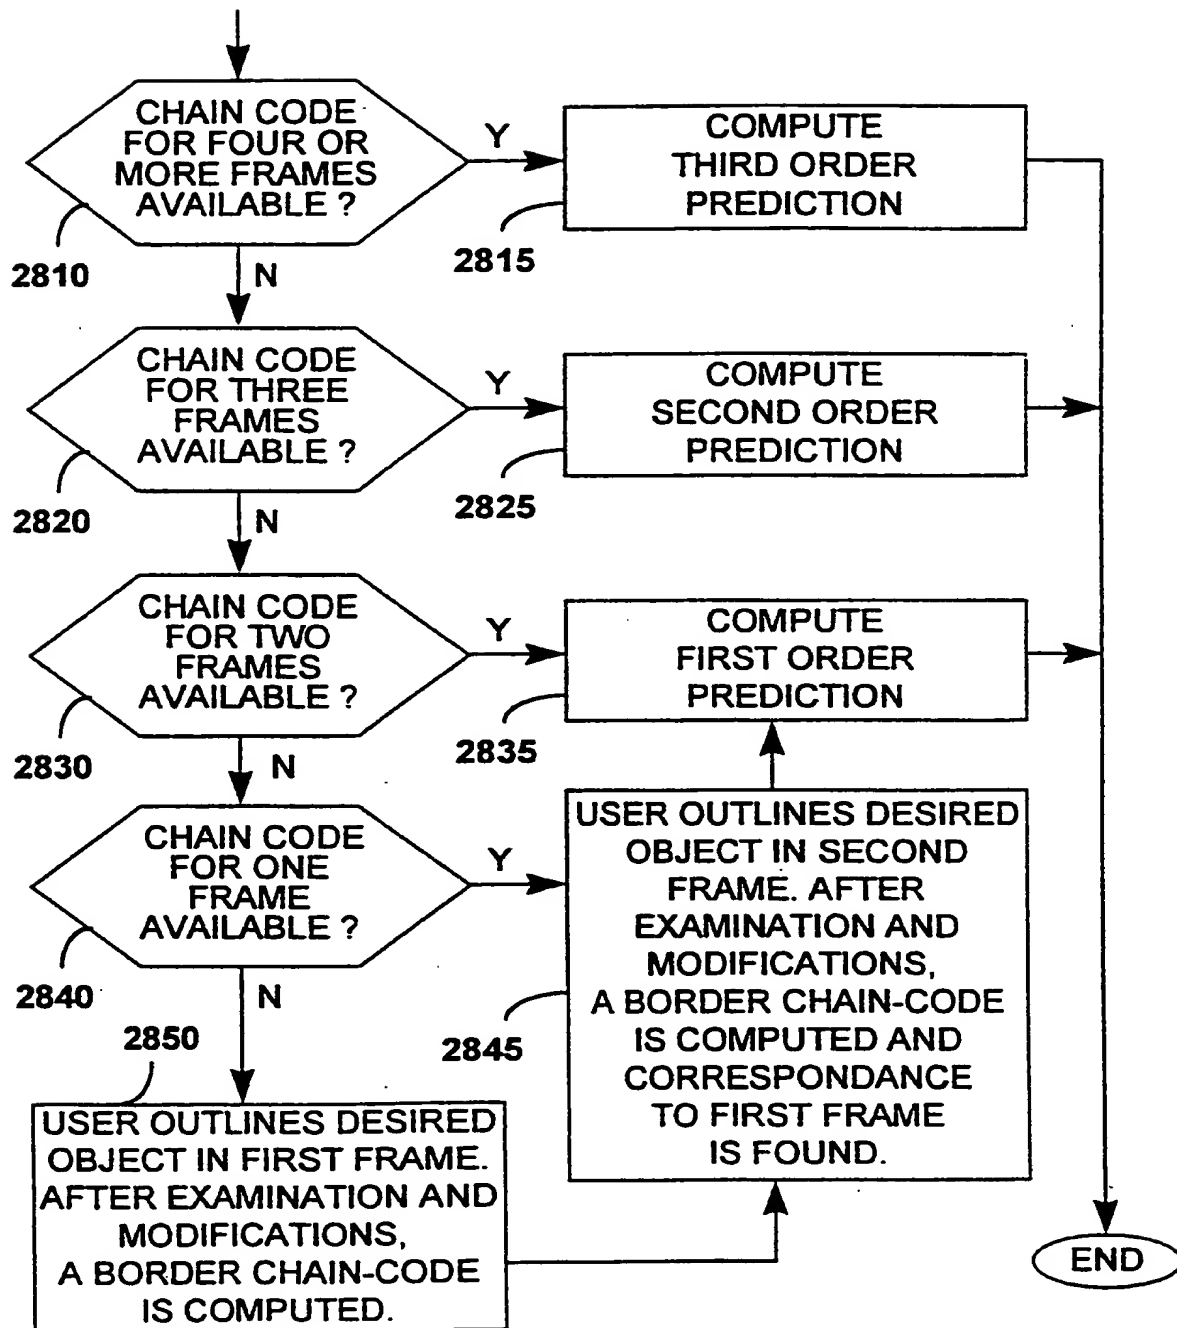 CHAIN CODE
FOR FOUR OR
MORE FRAMES
AVAILABLE ?
Y
COMPUTE
THIRD ORDER
PREDICTION
2810
N
2815
CHAIN CODE
FOR THREE
FRAMES
AVAILABLE ?
Y
COMPUTE
SECOND ORDER
PREDICTION
2820
N
2825
CHAIN CODE
FOR TWO
FRAMES
AVAILABLE ?
Y
COMPUTE
FIRST ORDER
PREDICTION
2830
N
2835
CHAIN CODE
FOR ONE
FRAME
AVAILABLE ?
Y
USER OUTLINES DESIRED
OBJECT IN SECOND
FRAME. AFTER
EXAMINATION AND
MODIFICATIONS,
A BORDER CHAIN-CODE
IS COMPUTED AND
CORRESPONDANCE
TO FIRST FRAME
IS FOUND.
2840
N
2845
2850
USER OUTLINES DESIRED
OBJECT IN FIRST FRAME.
AFTER EXAMINATION AND
MODIFICATIONS,
A BORDER CHAIN-CODE
IS COMPUTED.
END